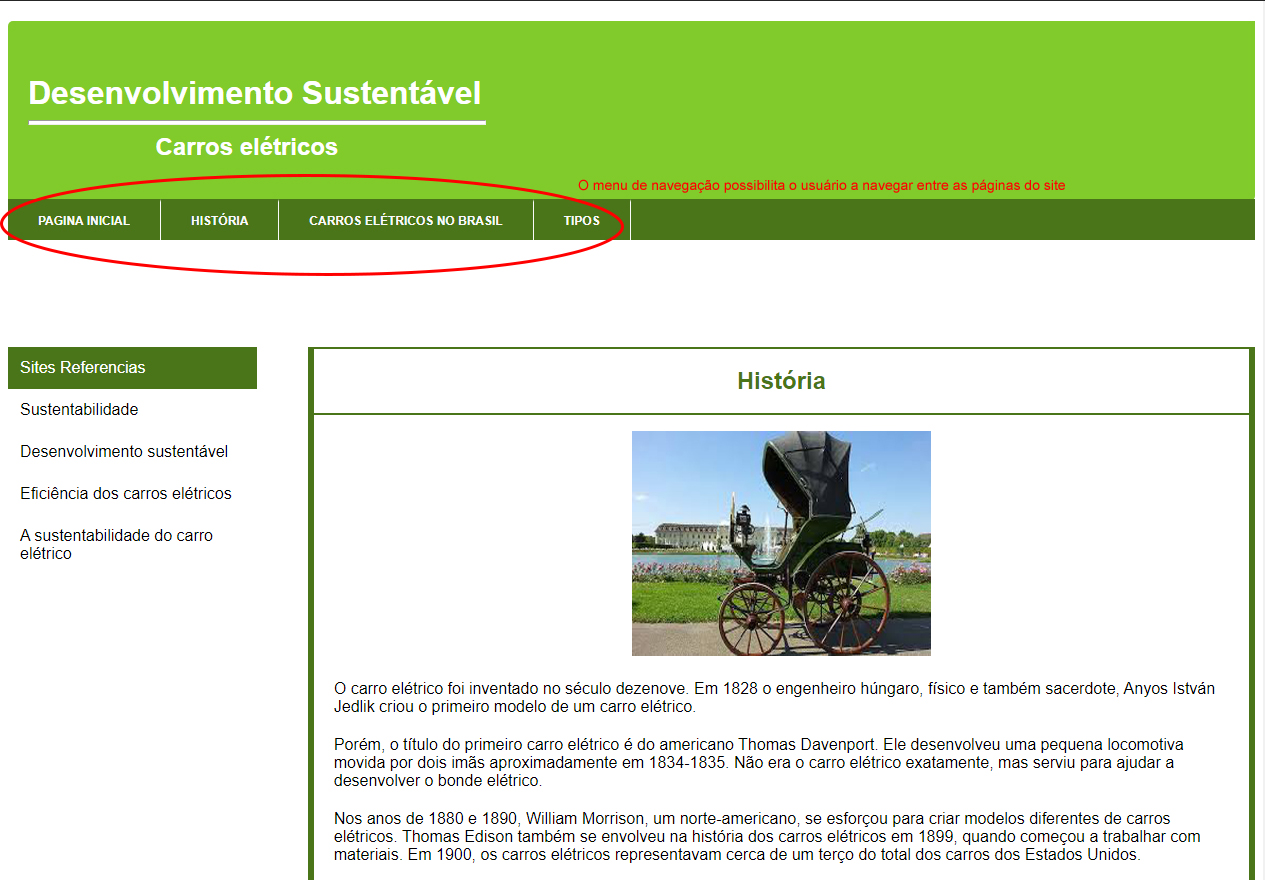 Desenvolvimento Sustentável
Carros elétricos
O menu de navegação possibilita o usuário a navegar entre as páginas do site
PAGINA INICIAL
HISTÓRIA
CARROS ELÉTRICOS NO BRASIL
TIPOS
Sites Referencias
Sustentabilidade
Desenvolvimento sustentável
Eficiência dos carros elétricos
A sustentabilidade do carro
elétrico
História
O carro elétrico foi inventado no século dezenove. Em 1828 o engenheiro húngaro, físico e também sacerdote, Anyos István
Jedlik criou o primeiro modelo de um carro elétrico.
Porém, o título do primeiro carro elétrico é do americano Thomas Davenport. Ele desenvolveu uma pequena locomotiva
movida por dois imãs aproximadamente em 1834-1835. Não era o carro elétrico exatamente, mas serviu para ajudar a
desenvolver o bonde elétrico.
Nos anos de 1880 e 1890, William Morrison, um norte-americano, se esforçou para criar modelos diferentes de carros
elétricos. Thomas Edison também se envolveu na história dos carros elétricos em 1899, quando começou a trabalhar com
materiais. Em 1900, os carros elétricos representavam cerca de um terço do total dos carros dos Estados Unidos.